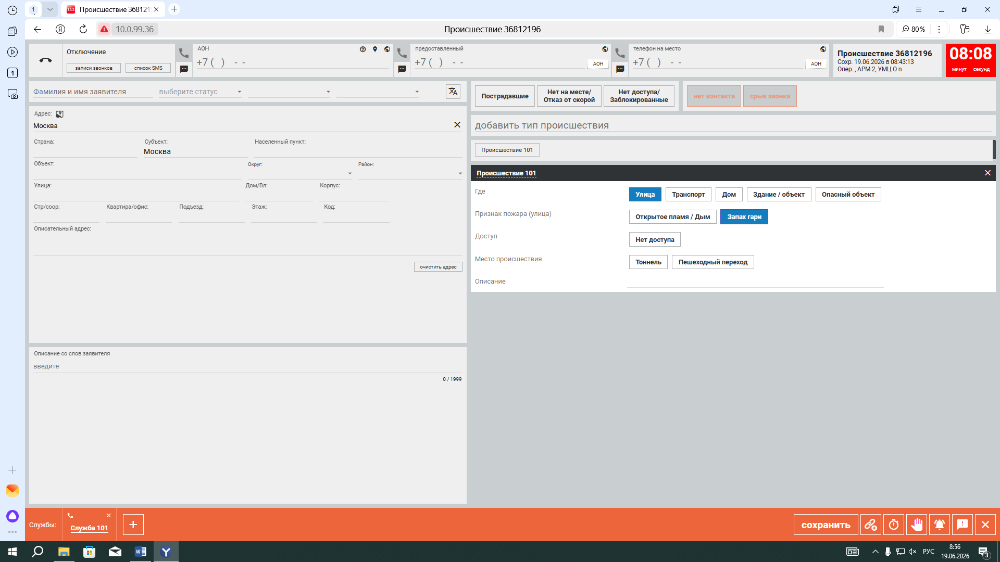 1
Происшествие 36812196
10.0.99.36
Происшествие 36812196
80%
1
Отключение
записи звонков
список SMS
АОН
+7 ( ) - -
предоставленный
+7 ( ) - -
АОН
телефон на место
+7 ( ) - -
АОН
Происшествие 36812196
Сохр. 19.06.2026 в 08:43:13
Опер. , АРМ 2, УМЦ О п
08:08
минут секунд
Фамилия и имя заявителя
выберите статус
Пострадавшие
Нет на месте/
Отказ от скорой
Нет доступа/
Заблокированные
нет контакта
срыв звонка
Адрес:
Москва
Страна:
Субъект:
Москва
Населенный пункт:
Объект:
Округ:
Район:
Улица:
Дом/Вл:
Корпус:
Стр/соор:
Квартира/офис:
Подъезд:
Этаж:
Код:
Описательный адрес:
очистить адрес
Описание со слов заявителя
введите
0 / 1999
добавить тип происшествия
Происшествие 101
Происшествие 101
Где
Улица
Транспорт
Дом
Здание / объект
Опасный объект
Признак пожара (улица)
Открытое пламя / Дым
Запах гари
Доступ
Нет доступа
Место происшествия
Тоннель
Пешеходный переход
Описание
Службы:
Служба 101
сохранить
РУС
8:56
19.06.2026
3